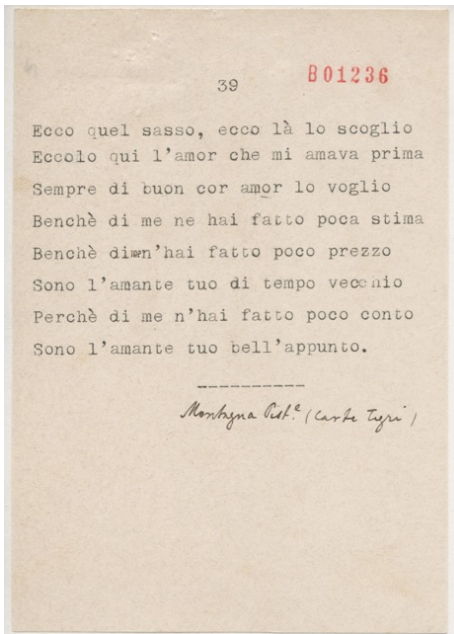 39
B01236
Ecco quel sasso, ecco là lo scoglio
Eccolo qui l'amor che mi amava prima
Sempre di buon cor amor lo voglio
Benchè di me ne hai fatto poca stima
Benchè di me n'hai fatto poco prezzo
Sono l'amante tuo di tempo vecchio
Perchè di me n'hai fatto poco conto
Sono l'amante tuo bell'appunto.
----------
Montagna Pist.e (Carte Tigri)